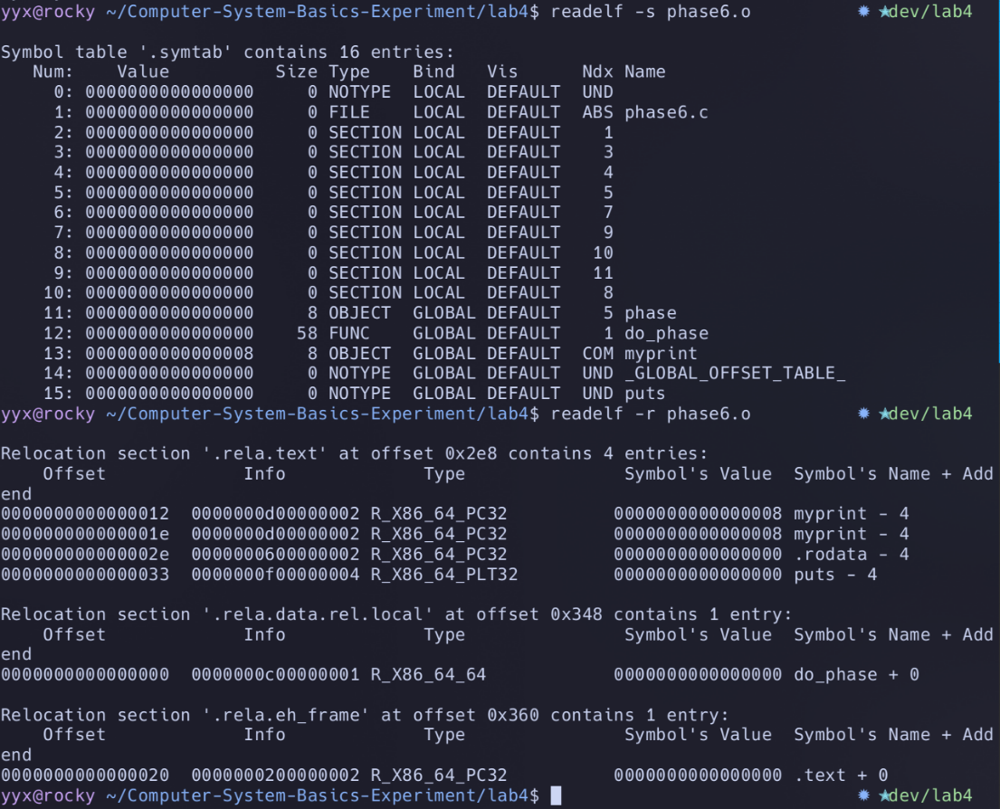 yyx@rocky ~/Computer-System-Basics-Experiment/lab4$ readelf -s phase6.o dev/lab4
Symbol table '.symtab' contains 16 entries:
Num: Value Size Type Bind Vis Ndx Name
0: 0000000000000000 0 NOTYPE LOCAL DEFAULT UND
1: 0000000000000000 0 FILE LOCAL DEFAULT ABS phase6.c
2: 0000000000000000 0 SECTION LOCAL DEFAULT 1
3: 0000000000000000 0 SECTION LOCAL DEFAULT 3
4: 0000000000000000 0 SECTION LOCAL DEFAULT 4
5: 0000000000000000 0 SECTION LOCAL DEFAULT 5
6: 0000000000000000 0 SECTION LOCAL DEFAULT 7
7: 0000000000000000 0 SECTION LOCAL DEFAULT 9
8: 0000000000000000 0 SECTION LOCAL DEFAULT 10
9: 0000000000000000 0 SECTION LOCAL DEFAULT 11
10: 0000000000000000 0 SECTION LOCAL DEFAULT 8
11: 0000000000000000 8 OBJECT GLOBAL DEFAULT 5 phase
12: 0000000000000000 58 FUNC GLOBAL DEFAULT 1 do_phase
13: 0000000000000008 8 OBJECT GLOBAL DEFAULT COM myprint
14: 0000000000000000 0 NOTYPE GLOBAL DEFAULT UND _GLOBAL_OFFSET_TABLE_
15: 0000000000000000 0 NOTYPE GLOBAL DEFAULT UND puts
yyx@rocky ~/Computer-System-Basics-Experiment/lab4$ readelf -r phase6.o dev/lab4
Relocation section '.rela.text' at offset 0x2e8 contains 4 entries:
Offset Info Type Symbol's Value Symbol's Name + Add
end
000000000012 000d00000002 R_X86_64_PC32 0000000000000008 myprint - 4
00000000001e 000d00000002 R_X86_64_PC32 0000000000000008 myprint - 4
00000000002e 000600000002 R_X86_64_PC32 0000000000000000 .rodata - 4
000000000033 000f00000004 R_X86_64_PLT32 0000000000000000 puts - 4
Relocation section '.rela.data.rel.local' at offset 0x348 contains 1 entry:
Offset Info Type Symbol's Value Symbol's Name + Add
end
0000000000000000 0000000c00000001 R_X86_64_64 0000000000000000 do_phase + 0
Relocation section '.rela.eh_frame' at offset 0x360 contains 1 entry:
Offset Info Type Symbol's Value Symbol's Name + Add
end
0000000000000020 0000000200000002 R_X86_64_PC32 0000000000000000 .text + 0
yyx@rocky ~/Computer-System-Basics-Experiment/lab4$ dev/lab4